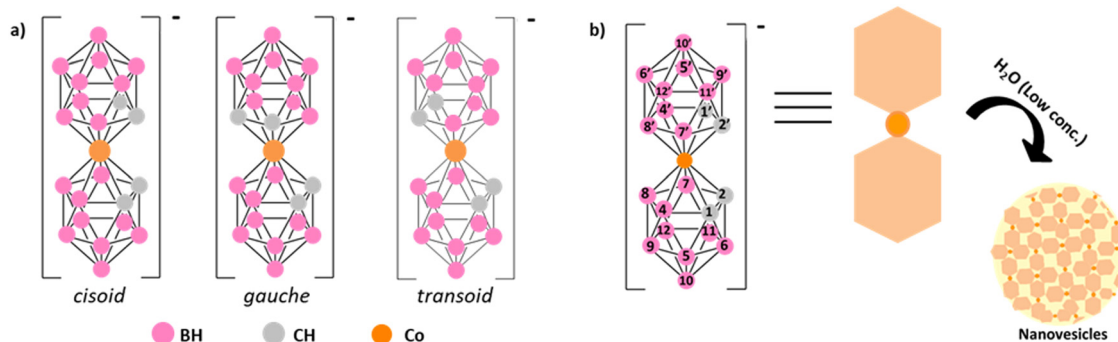 a)
-
-
-
cisoid
gauche
transoid
BH
CH
Co
b)
-
10’
6’
5’
9’
12’
11’
4’
1’
8’
7’
2’
7
8
2
4
1
12
11
9
5
6
10
H₂O (Low conc.)
Nanovesicles